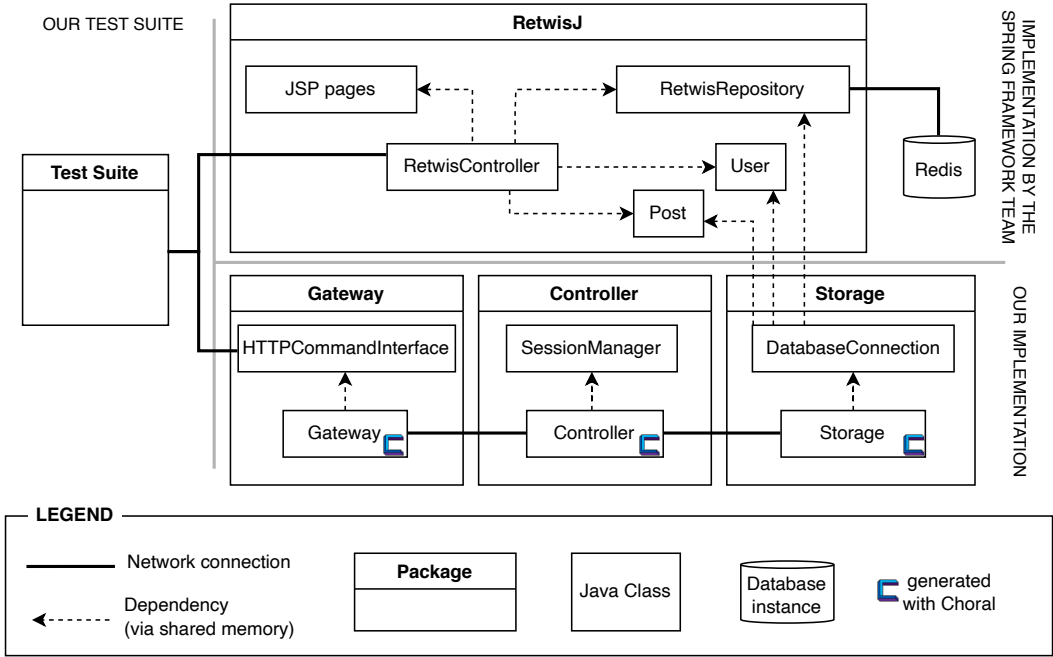 OUR TEST SUITE
RetwisJ
IMPLEMENTATION BY THE
SPRING FRAMEWORK TEAM
JSP pages
RetwisRepository
RetwisController
User
Redis
Test Suite
Post
Gateway
Controller
Storage
OUR IMPLEMENTATION
HTTPCommandInterface
SessionManager
DatabaseConnection
Gateway
Controller
Storage
LEGEND
Network connection
Dependency
(via shared memory)
Package
Java Class
Database
instance
generated
with Choral